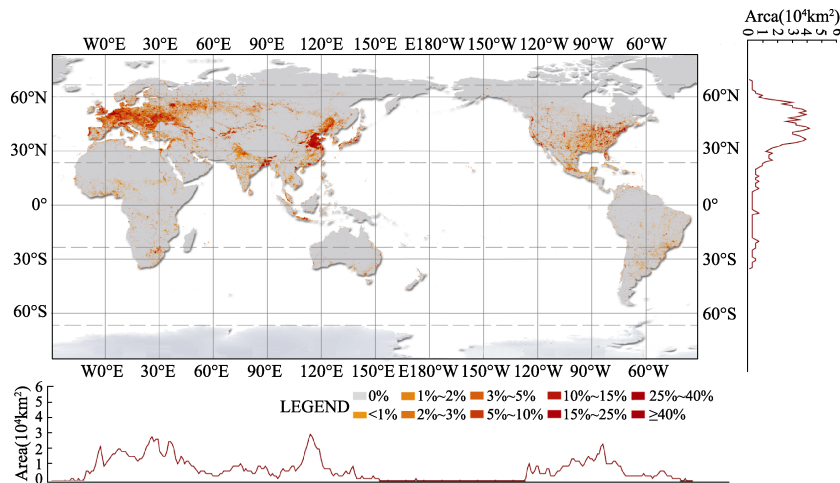 Arca(10⁴km²)
0 1 2 3 4 5 6
W0°E 30°E 60°E 90°E 120°E 150°E E180°W 150°W 120°W 90°W 60°W
60°N 60°N
30°N 30°N
0° 0°
30°S 30°S
60°S 60°S
W0°E 30°E 60°E 90°E 120°E 150°E E180°W 150°W 120°W 90°W 60°W
Area(10⁴km²)
6
5
4
3
2
1
0
LEGEND
0% 1%~2% 3%~5% 10%~15% 25%~40%
<1% 2%~3% 5%~10% 15%~25% ≥40%